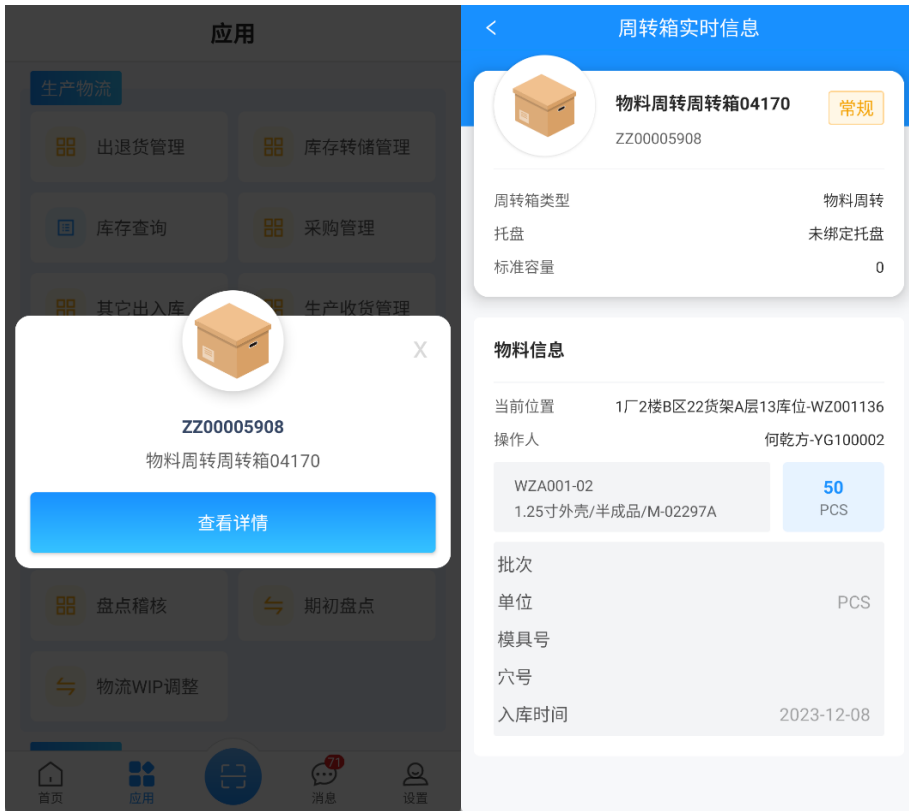 应用
生产物流
出退货管理
库存转储管理
库存查询
采购管理
其它出入库
生产收货管理
X
ZZ00005908
物料周转周转箱04170
查看详情
盘点稽核
期初盘点
物流WIP调整
首页
应用
71
消息
设置
周转箱实时信息
物料周转周转箱04170
常规
ZZ00005908
周转箱类型 物料周转
托盘 未绑定托盘
标准容量 0
物料信息
当前位置 1厂2楼B区22货架A层13库位-WZ001136
操作人 何乾方-YG100002
WZA001-02
1.25寸外壳/半成品/M-02297A
50
PCS
批次
单位 PCS
模具号
穴号
入库时间 2023-12-08